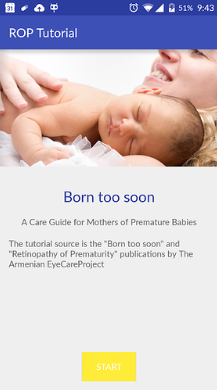 31
51% 9:43
ROP Tutorial
Born too soon
A Care Guide for Mothers of Premature Babies
The tutorial source is the "Born too soon" and
"Retinopathy of Prematurity" publications by The
Armenian EyeCareProject
START